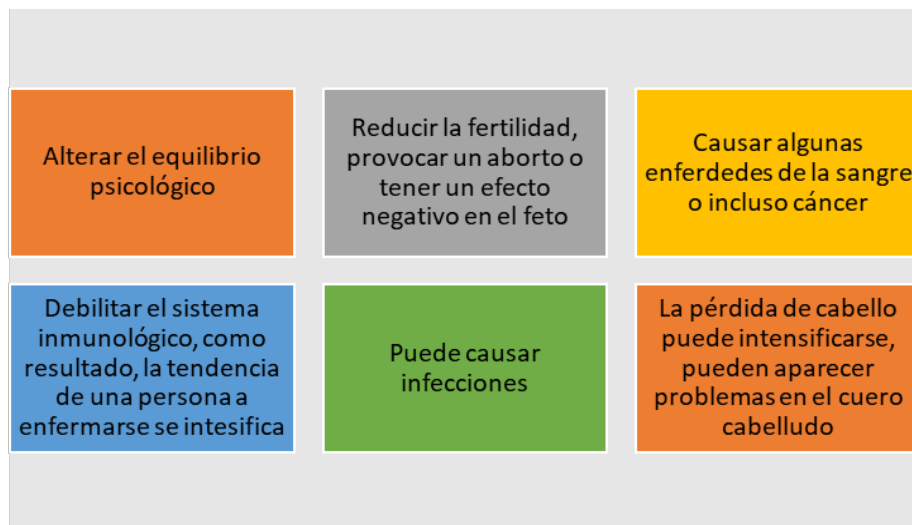 Alterar el equilibrio
psicológico
Reducir la fertilidad,
provocar un aborto o
tener un efecto
negativo en el feto
Causar algunas
enferdedes de la sangre
o incluso cáncer
Debilitar el sistema
inmunológico, como
resultado, la tendencia
de una persona a
enfermarse se intesifica
Puede causar
infecciones
La pérdida de cabello
puede intensificarse,
pueden aparecer
problemas en el cuero
cabelludo